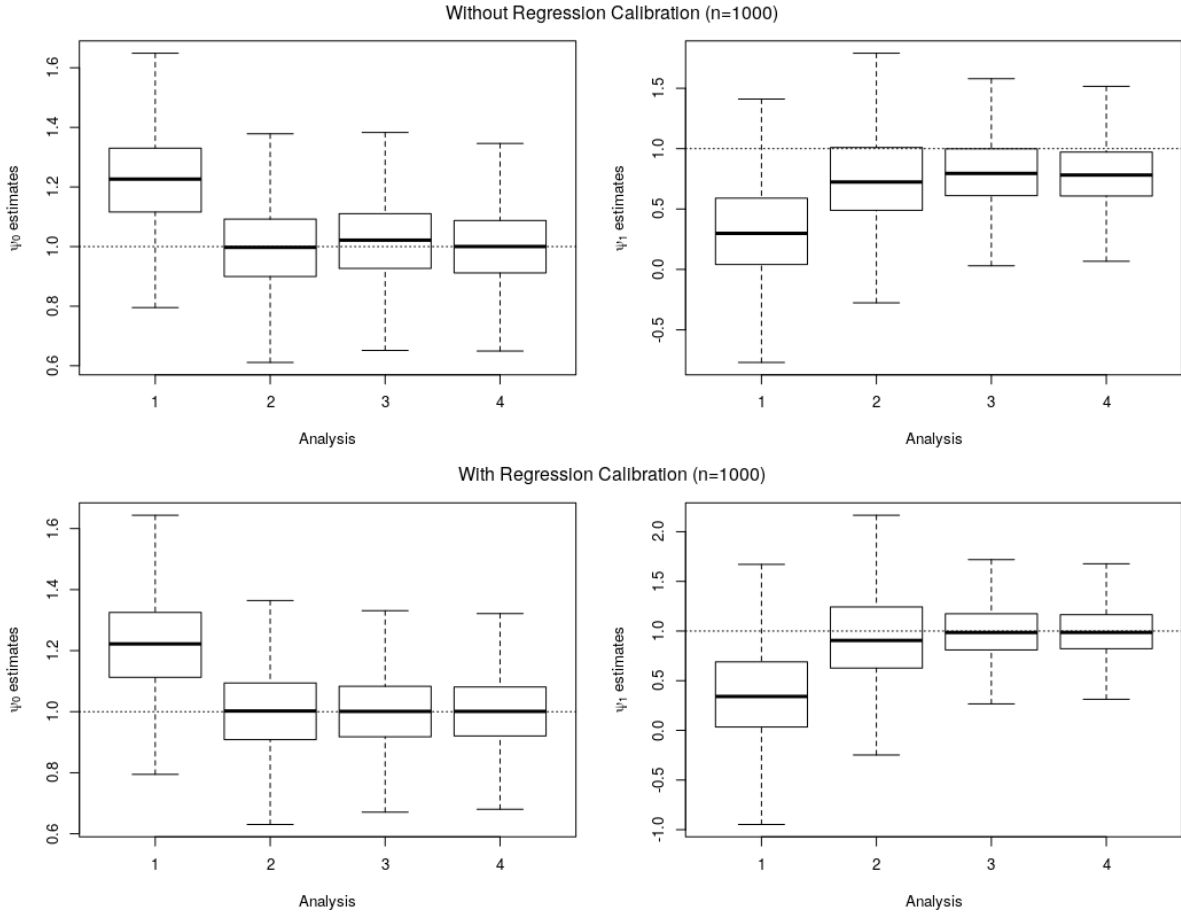 Without Regression Calibration (n=1000)
ψ₀ estimates
1.6
1.4
1.2
1.0
0.8
0.6
1 2 3 4
Analysis
ψ₁ estimates
1.5
1.0
0.5
0.0
-0.5
1 2 3 4
Analysis
With Regression Calibration (n=1000)
ψ₀ estimates
1.6
1.4
1.2
1.0
0.8
0.6
1 2 3 4
Analysis
ψ₁ estimates
2.0
1.5
1.0
0.5
0.0
-0.5
-1.0
1 2 3 4
Analysis